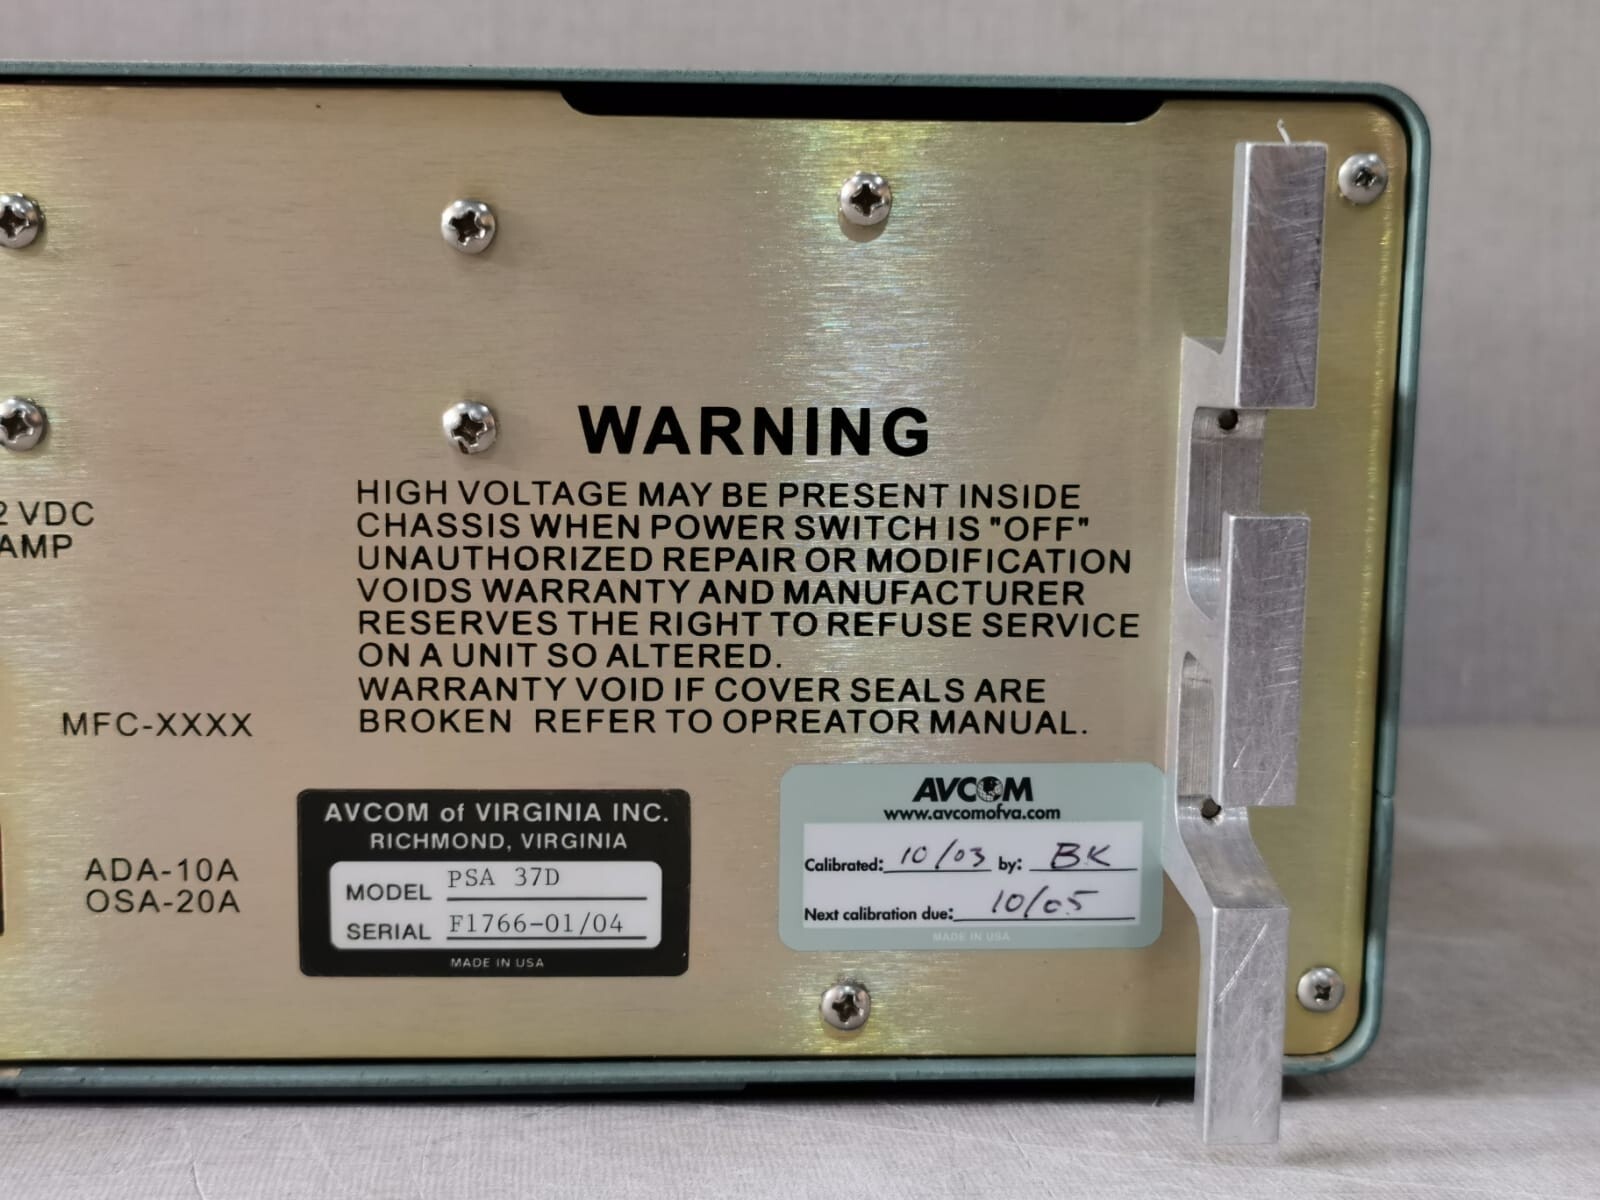 WARNING
HIGH VOLTAGE MAY BE PRESENT INSIDE
CHASSIS WHEN POWER SWITCH IS "OFF"
UNAUTHORIZED REPAIR OR MODIFICATION
VOIDS WARRANTY AND MANUFACTURER
RESERVES THE RIGHT TO REFUSE SERVICE
ON A UNIT SO ALTERED.
WARRANTY VOID IF COVER SEALS ARE
BROKEN REFER TO OPREATOR MANUAL.
2 VDC
AMP
MFC-XXXX
ADA-10A
OSA-20A
AVCOM of VIRGINIA INC.
RICHMOND, VIRGINIA
MODEL PSA 37D
SERIAL F1766-01/04
MADE IN USA
AVCOM
www.avcomofva.com
Calibrated: 10/03 by: BK
Next calibration due: 10/05
MADE IN USA